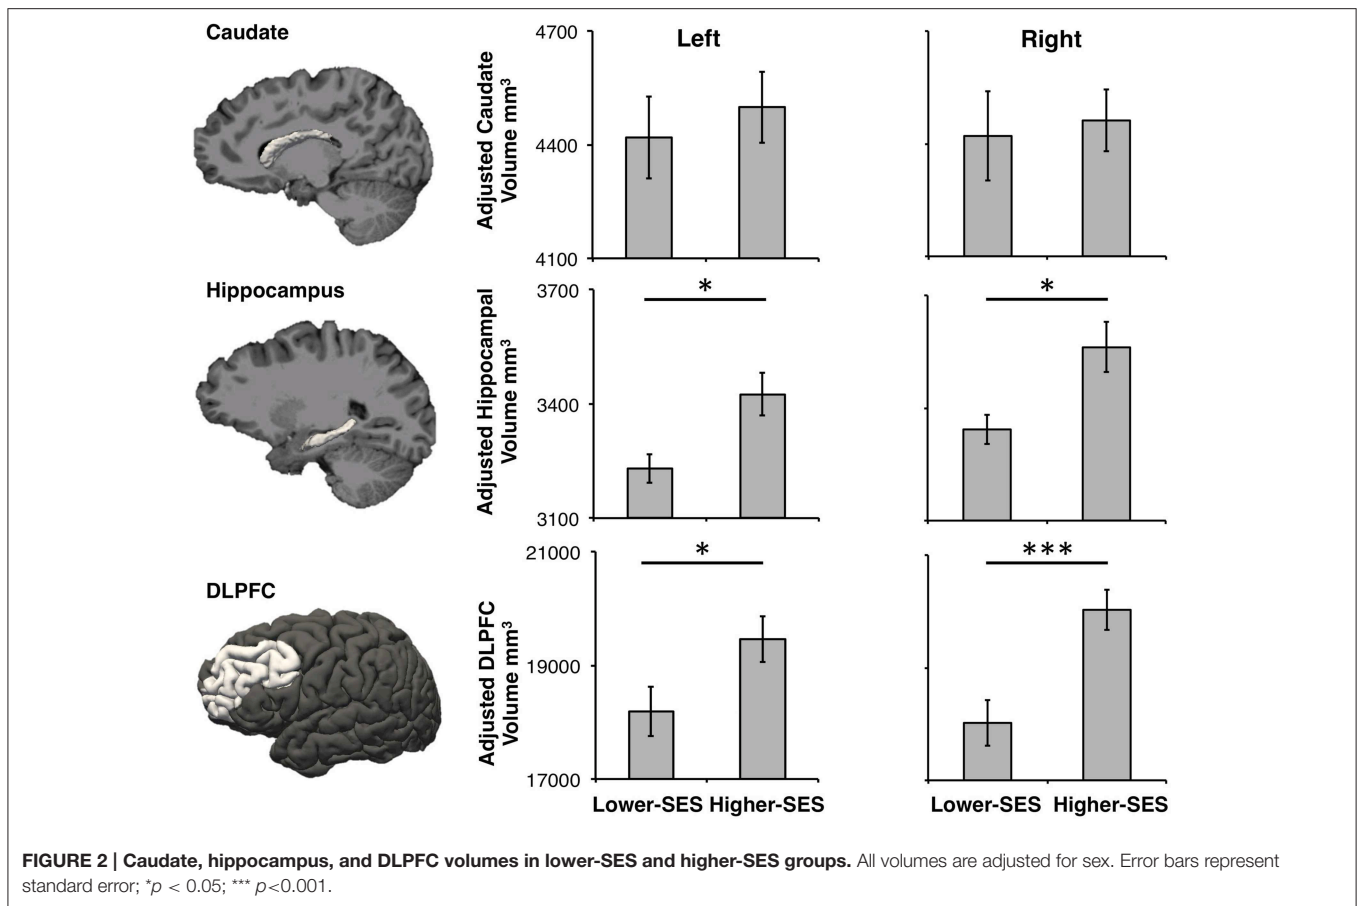 Caudate
Left
Right
Adjusted Caudate
Volume mm³
4700
4400
4100
Hippocampus
Adjusted Hippocampal
Volume mm³
3700
3400
3100
*
*
DLPFC
Adjusted DLPFC
Volume mm³
21000
19000
17000
*
***
Lower-SES Higher-SES
Lower-SES Higher-SES
FIGURE 2 | Caudate, hippocampus, and DLPFC volumes in lower-SES and higher-SES groups. All volumes are adjusted for sex. Error bars represent
standard error; *p < 0.05; *** p<0.001.